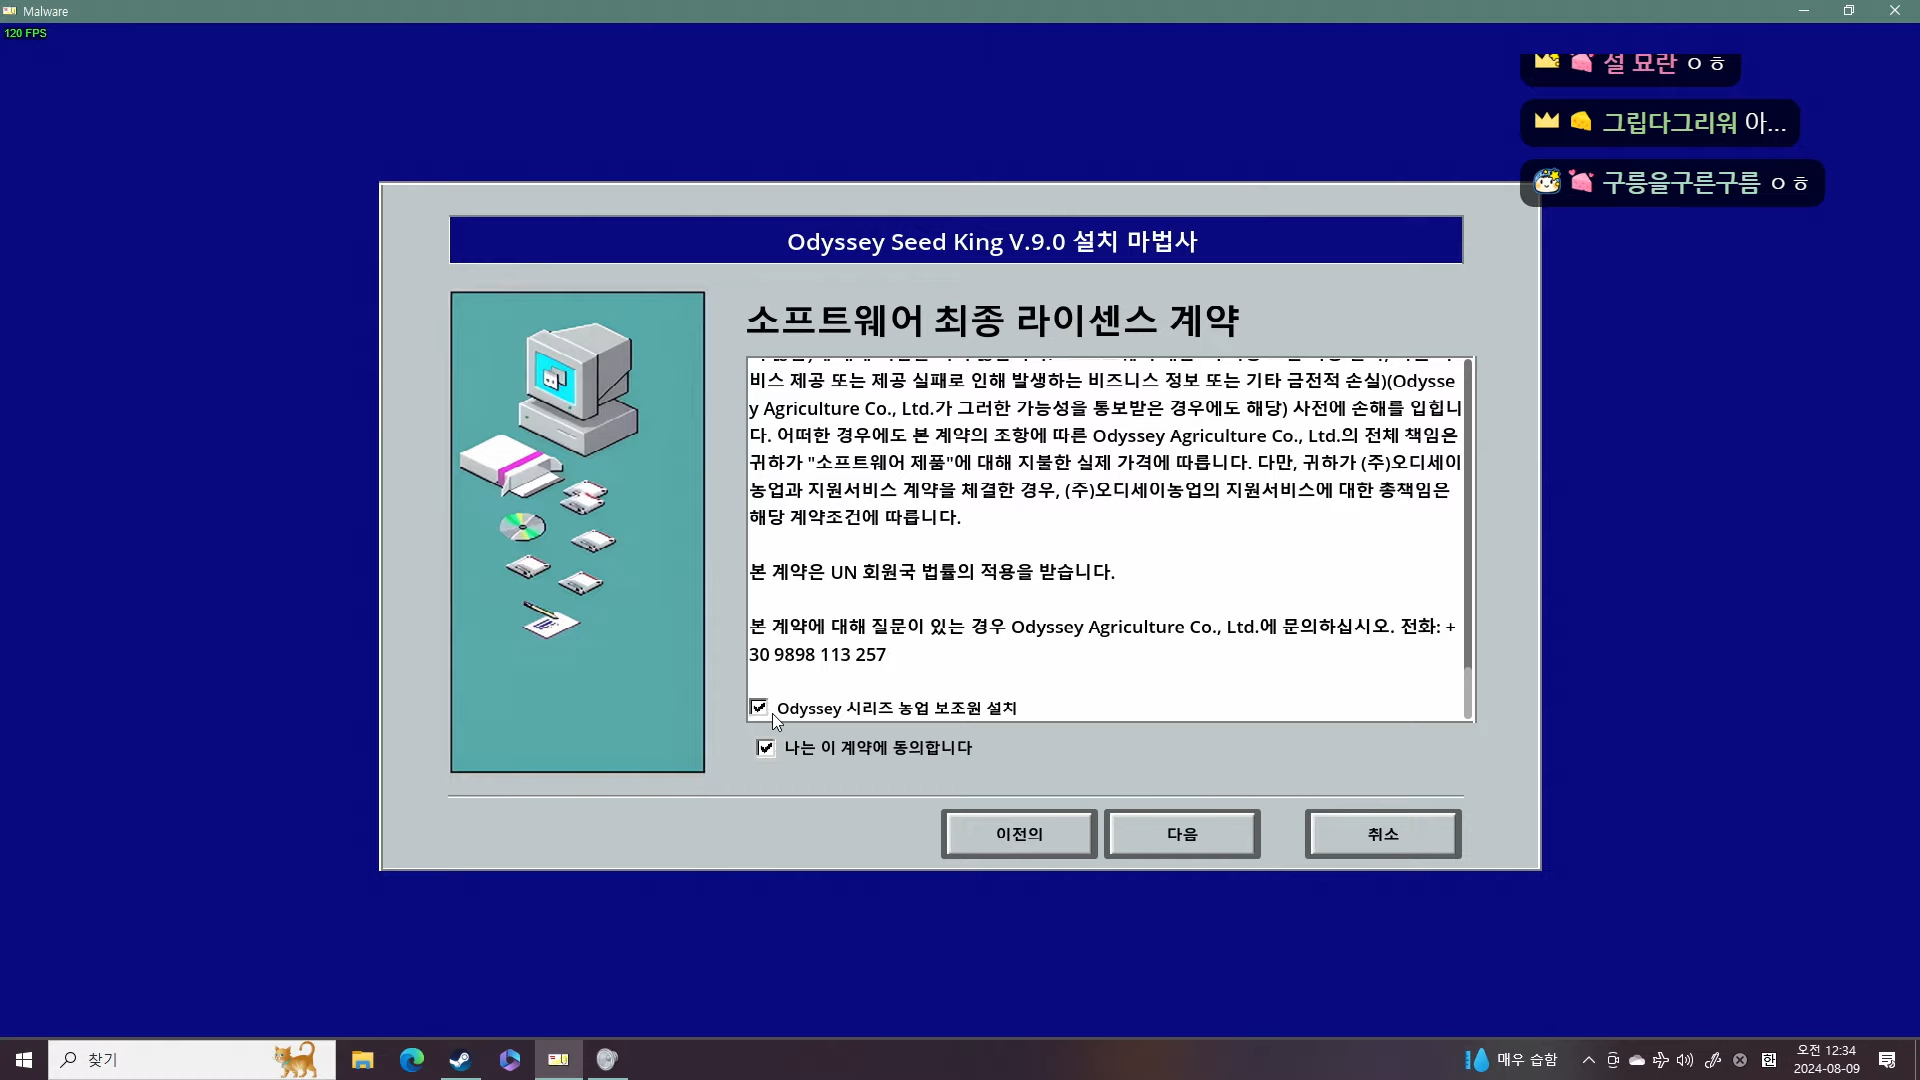 Malware
120 FPS
설 묘란 ㅇㅎ
그립다그리워 아...
구릉을구른구름 ㅇㅎ
Odyssey Seed King V.9.0 설치 마법사
소프트웨어 최종 라이센스 계약
비스 제공 또는 제공 실패로 인해 발생하는 비즈니스 정보 또는 기타 금전적 손실)(Odysse
y Agriculture Co., Ltd.가 그러한 가능성을 통보받은 경우에도 해당) 사전에 손해를 입힙니
다. 어떠한 경우에도 본 계약의 조항에 따른 Odyssey Agriculture Co., Ltd.의 전체 책임은
귀하가 "소프트웨어 제품"에 대해 지불한 실제 가격에 따릅니다. 다만, 귀하가 (주)오디세이
농업과 지원서비스 계약을 체결한 경우, (주)오디세이농업의 지원서비스에 대한 총책임은
해당 계약조건에 따릅니다.
본 계약은 UN 회원국 법률의 적용을 받습니다.
본 계약에 대해 질문이 있는 경우 Odyssey Agriculture Co., Ltd.에 문의하십시오. 전화: +
30 9898 113 257
Odyssey 시리즈 농업 보조원 설치
나는 이 계약에 동의합니다
이전의
다음
취소
찾기
매우 습함
한
오전 12:34
2024-08-09